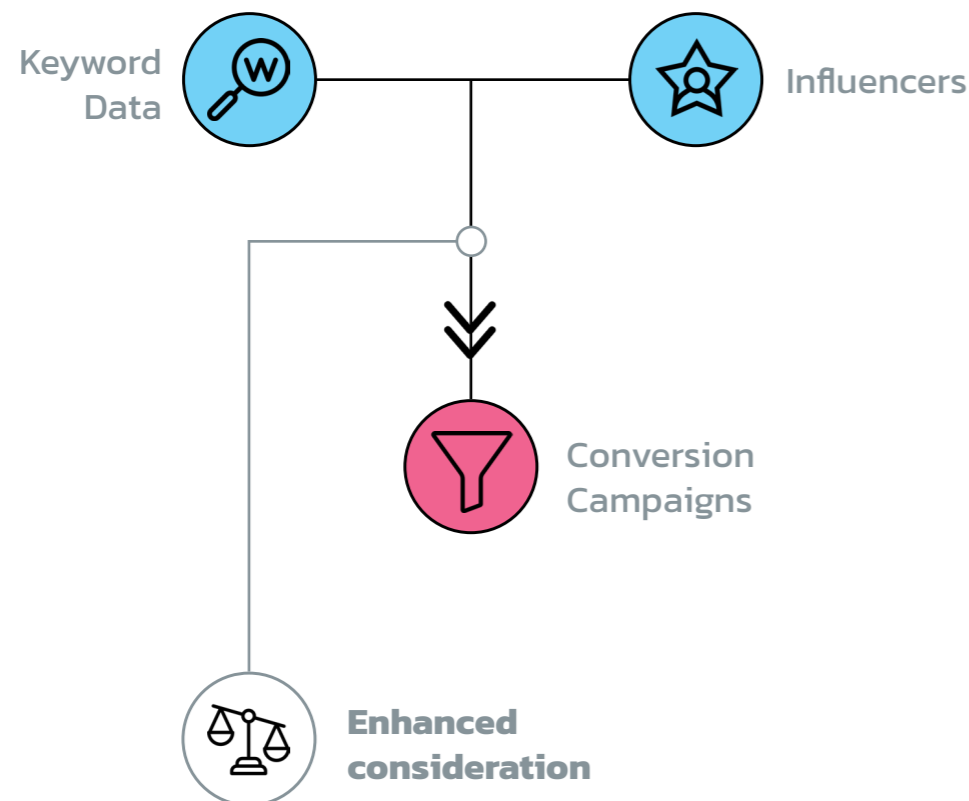 Keyword
Data
W
Influencers
Conversion
Campaigns
Enhanced
consideration